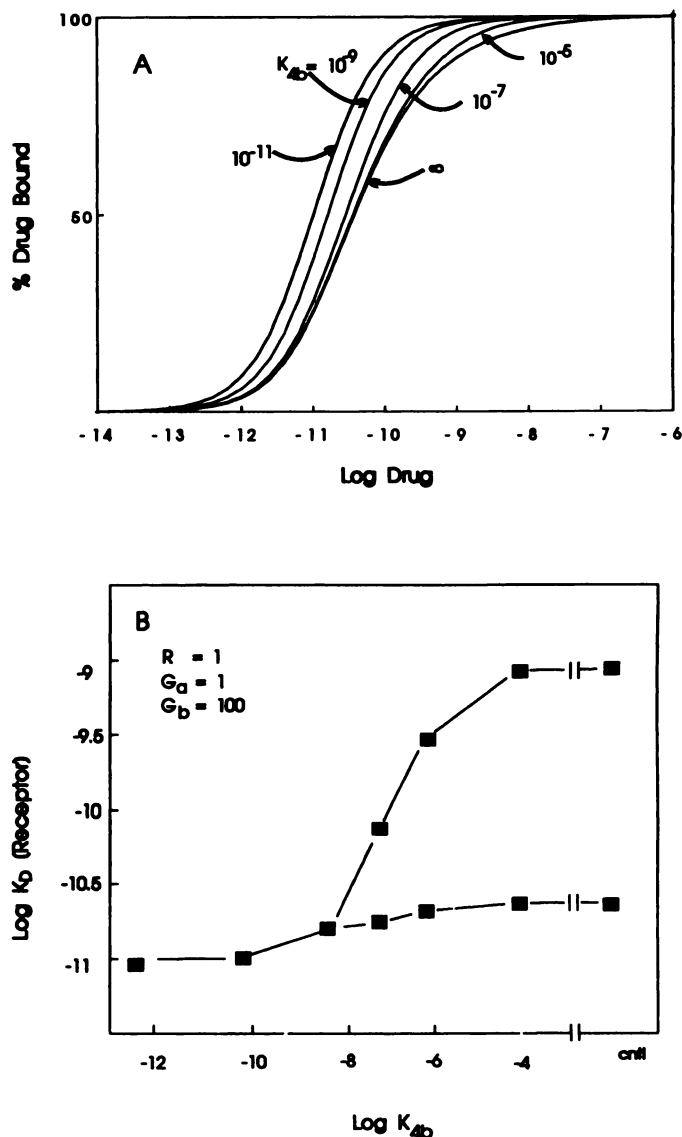 100
A
K4b = 10-9
10-5
10-7
10-11
∞
50
% Drug Bound
-14 -13 -12 -11 -10 -9 -8 -7 -6
Log Drug
B
R = 1
Ga = 1
Gb = 100
-9
-9.5
-10
-10.5
-11
Log KD (Receptor)
-12 -10 -8 -6 -4 cntl
Log K4b